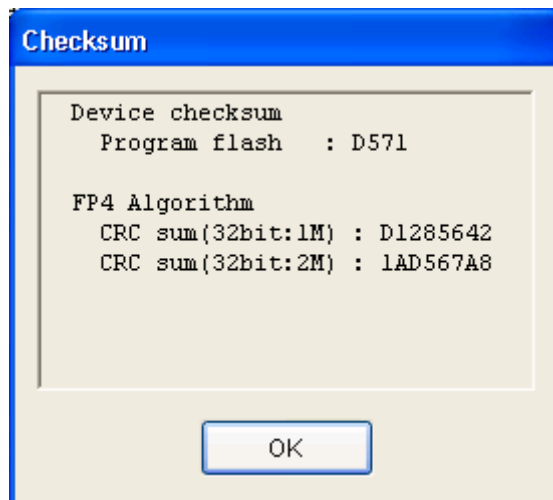 Checksum
Device checksum
Program flash : D571
FP4 Algorithm
CRC sum(32bit:1M) : D1285642
CRC sum(32bit:2M) : 1AD567A8
OK